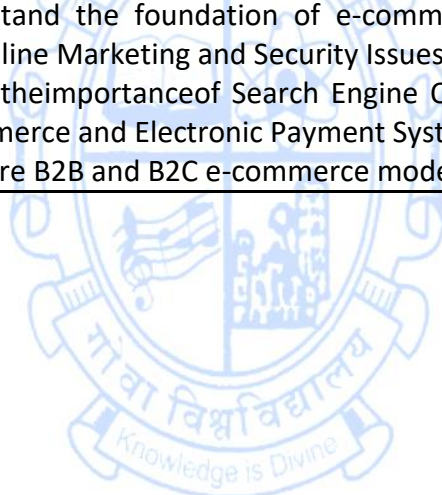 tand the foundation of e-comm
line Marketing and Security Issues
theimportanceof Search Engine O
merce and Electronic Payment Syst
re B2B and B2C e-commerce mode
गोंवा विश्वविद्यालय
Knowledge is Divine